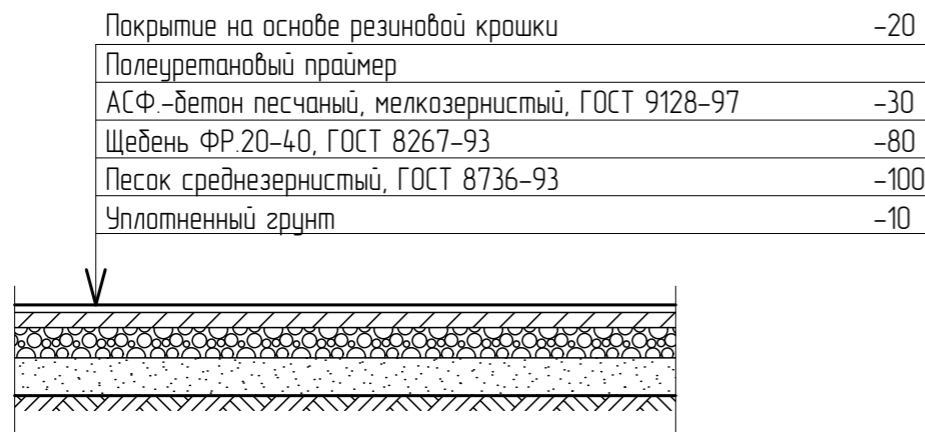 Покрытие на основе резиновой крошки -20
Полеуретановый праймер
АСФ.-бетон песчаный, мелкозернистый, ГОСТ 9128-97 -30
Щебень ФР.20-40, ГОСТ 8267-93 -80
Песок среднезернистый, ГОСТ 8736-93 -100
Уплотненный грунт -10